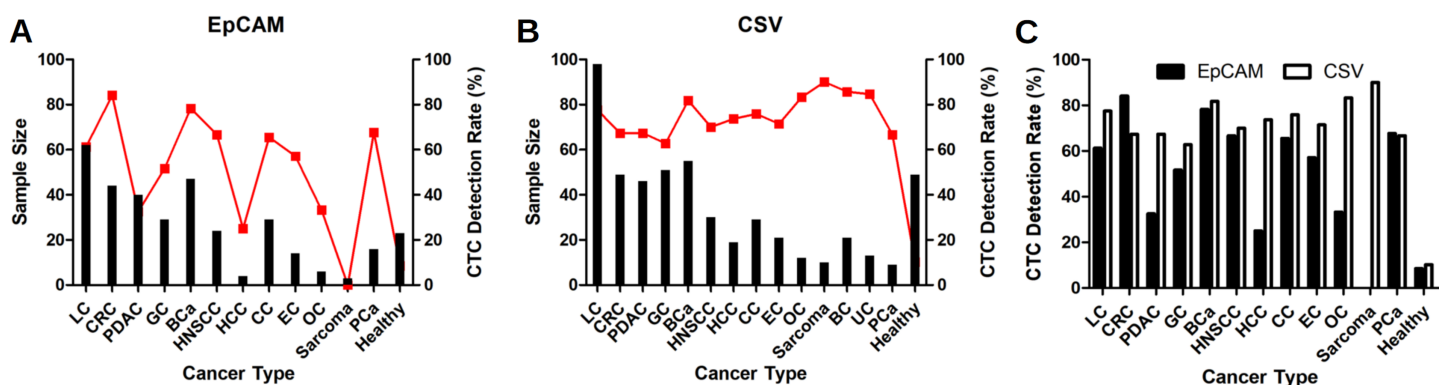 A
EpCAM
100
80
60
40
20
0
Sample Size
100
80
60
40
20
0
CTC Detection Rate (%)
LC
CRC
PDAC
GC
BCa
HNSCC
HCC
CC
EC
OC
Sarcoma
PCa
Healthy
Cancer Type
B
CSV
100
80
60
40
20
0
Sample Size
100
80
60
40
20
0
CTC Detection Rate (%)
LC
CRC
PDAC
GC
BCa
HNSCC
HCC
CC
EC
OC
Sarcoma
BC
UC
PCa
Healthy
Cancer Type
C
EpCAM CSV
100
80
60
40
20
0
CTC Detection Rate (%)
LC
CRC
PDAC
GC
BCa
HNSCC
HCC
CC
EC
OC
Sarcoma
PCa
Healthy
Cancer Type